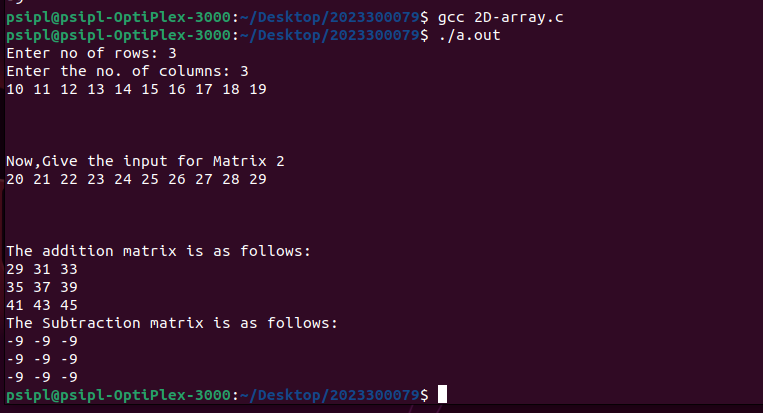 -9
psipl@psipl-OptiPlex-3000:~/Desktop/2023300079$ gcc 2D-array.c
psipl@psipl-OptiPlex-3000:~/Desktop/2023300079$ ./a.out
Enter no of rows: 3
Enter the no. of columns: 3
10 11 12 13 14 15 16 17 18 19
Now,Give the input for Matrix 2
20 21 22 23 24 25 26 27 28 29
The addition matrix is as follows:
29 31 33
35 37 39
41 43 45
The Subtraction matrix is as follows:
-9 -9 -9
-9 -9 -9
-9 -9 -9
psipl@psipl-OptiPlex-3000:~/Desktop/2023300079$